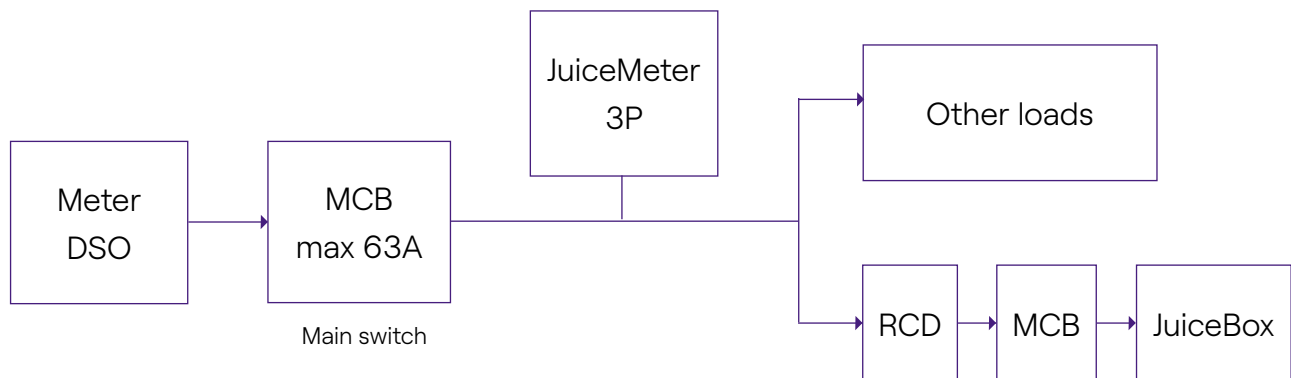 JuiceMeter
3P
Other loads
Meter
DSO
MCB
max 63A
Main switch
RCD
MCB
JuiceBox